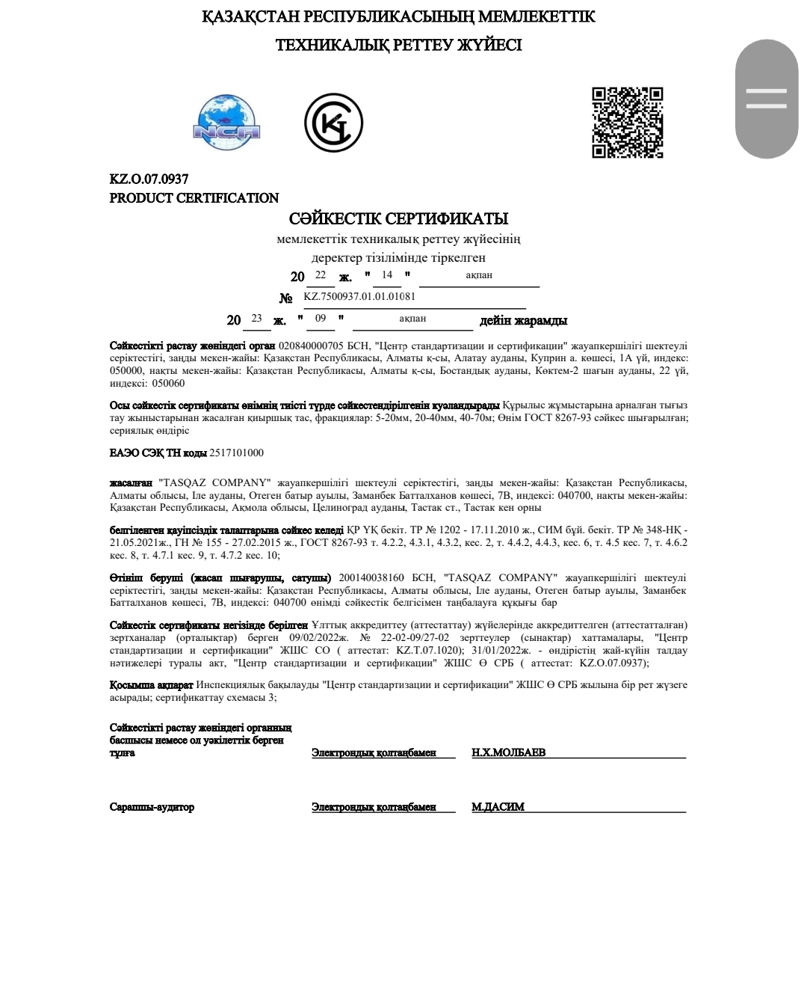 ҚАЗАҚСТАН РЕСПУБЛИКАСЫНЫҢ МЕМЛЕКЕТТІК
ТЕХНИКАЛЫҚ РЕТТЕУ ЖҮЙЕСІ
NCA
KZ.O.07.0937
PRODUCT CERTIFICATION
СӘЙКЕСТІК СЕРТИФИКАТЫ
мемлекеттік техникалық реттеу жүйесінің
деректер тізілімінде тіркелген
20 22 ж. " 14 " ақпан
№ KZ.7500937.01.01.01081
20 23 ж. " 09 " ақпан дейін жарамды
Сәйкестікті растау жөніндегі орган 020840000705 БСН, "Центр стандартизации и сертификации" жауапкершілігі шектеулі
серіктестігі, заңды мекен-жайы: Қазақстан Республикасы, Алматы қ-сы, Алатау ауданы, Куприн а. көшесі, 1А үй, индекс:
050000, нақты мекен-жайы: Қазақстан Республикасы, Алматы қ-сы, Бостандық ауданы, Көктем-2 шағын ауданы, 22 үй,
индексі: 050060
Осы сәйкестік сертификаты өнімнің тиісті түрде сәйкестендірілгенін куәландырады Құрылыс жұмыстарына арналған тығыз
тау жыныстарынан жасалған қиыршық тас, фракциялар: 5-20мм, 20-40мм, 40-70м; Өнім ГОСТ 8267-93 сәйкес шығарылған;
сериялық өндіріс
ЕАЭО СЭҚ ТН коды 2517101000
жасалған "TASQAZ COMPANY" жауапкершілігі шектеулі серіктестігі, заңды мекен-жайы: Қазақстан Республикасы,
Алматы облысы, Іле ауданы, Отеген батыр ауылы, Заманбек Батталханов көшесі, 7В, индексі: 040700, нақты мекен-жайы:
Қазақстан Республикасы, Ақмола облысы, Целиноград ауданы, Тастак ст., Тастак кен орны
белгіленген қауіпсіздік талаптарына сәйкес келеді ҚР ҮҚ бекіт. ТР № 1202 - 17.11.2010 ж., СИМ бұй. бекіт. ТР № 348-НҚ -
21.05.2021ж., ГН № 155 - 27.02.2015 ж., ГОСТ 8267-93 т. 4.2.2, 4.3.1, 4.3.2, кес. 2, т. 4.4.2, 4.4.3, кес. 6, т. 4.5 кес. 7, т. 4.6.2
кес. 8, т. 4.7.1 кес. 9, т. 4.7.2 кес. 10;
Өтініш беруші (жасап шығарушы, сатушы) 200140038160 БСН, "TASQAZ COMPANY" жауапкершілігі шектеулі
серіктестігі, заңды мекен-жайы: Қазақстан Республикасы, Алматы облысы, Іле ауданы, Отеген батыр ауылы, Заманбек
Батталханов көшесі, 7В, индексі: 040700 өнімді сәйкестік белгісімен таңбалауға құқығы бар
Сәйкестік сертификаты негізінде берілген Ұлттық аккредиттеу (аттестаттау) жүйелерінде аккредиттелген (аттестатталған)
зертханалар (орталықтар) берген 09/02/2022ж. № 22-02-09/27-02 зерттеулер (сынақтар) хаттамалары, "Центр
стандартизации и сертификации" ЖШС СО ( аттестат: KZ.T.07.1020); 31/01/2022ж. - өндірістің жай-күйін талдау
нәтижелері туралы акт, "Центр стандартизации и сертификации" ЖШС Ө СРБ ( аттестат: KZ.O.07.0937);
Қосымша ақпарат Инспекциялық бақылауды "Центр стандартизации и сертификации" ЖШС Ө СРБ жылына бір рет жүзеге
асырады; сертификаттау схемасы 3;
Сәйкестікті растау жөніндегі органның
басшысы немесе ол уәкілеттік берген
тұлға Электрондық қолтаңбамен Н.Х.МОЛБАЕВ
Сарапшы-аудитор Электрондық қолтаңбамен М.ДАСИМ